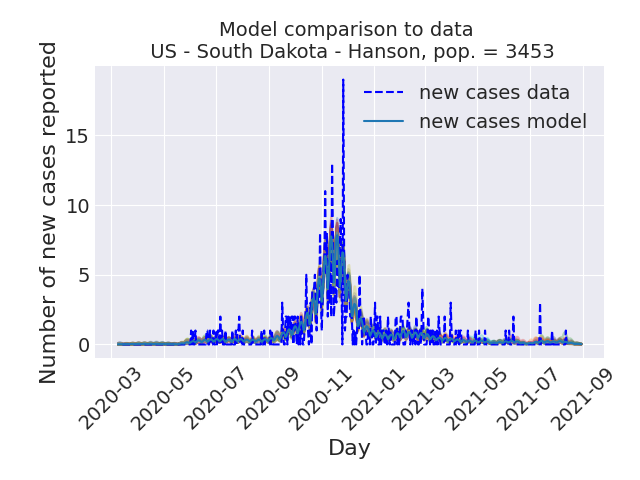 Model comparison to data
US - South Dakota - Hanson, pop. = 3453
Number of new cases reported
15
10
5
0
new cases data
new cases model
2020-03
2020-05
2020-07
2020-09
2020-11
2021-01
2021-03
2021-05
2021-07
2021-09
Day